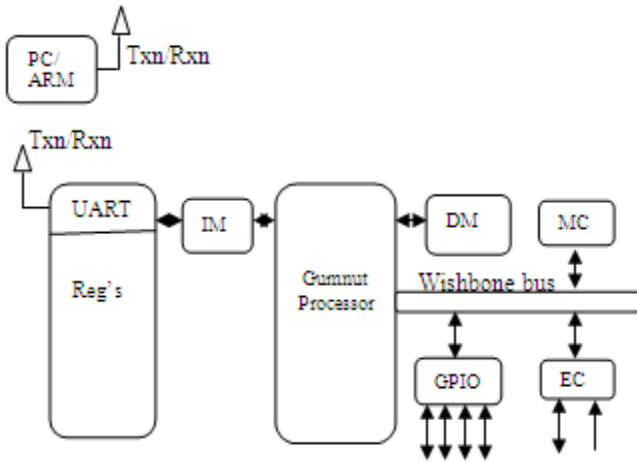 PC/
ARM
Txn/Rxn
Txn/Rxn
UART
Reg's
IM
Gumnut
Processor
DM
MC
Wishbone bus
GPIO
EC